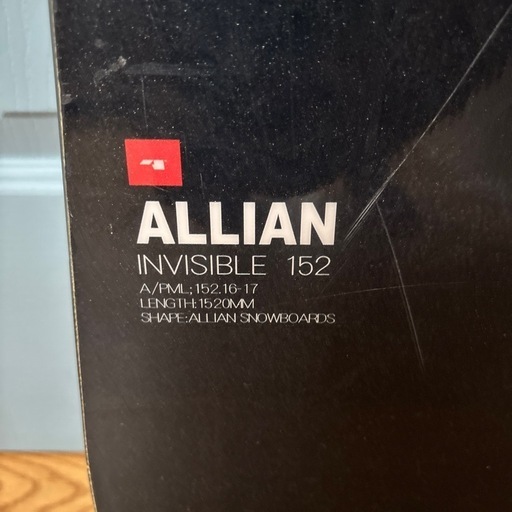 ALLIAN
INVISIBLE 152
A/PML;152.16-17
LENGTH:1520MM
SHAPE:ALLIAN SNOWBOARDS